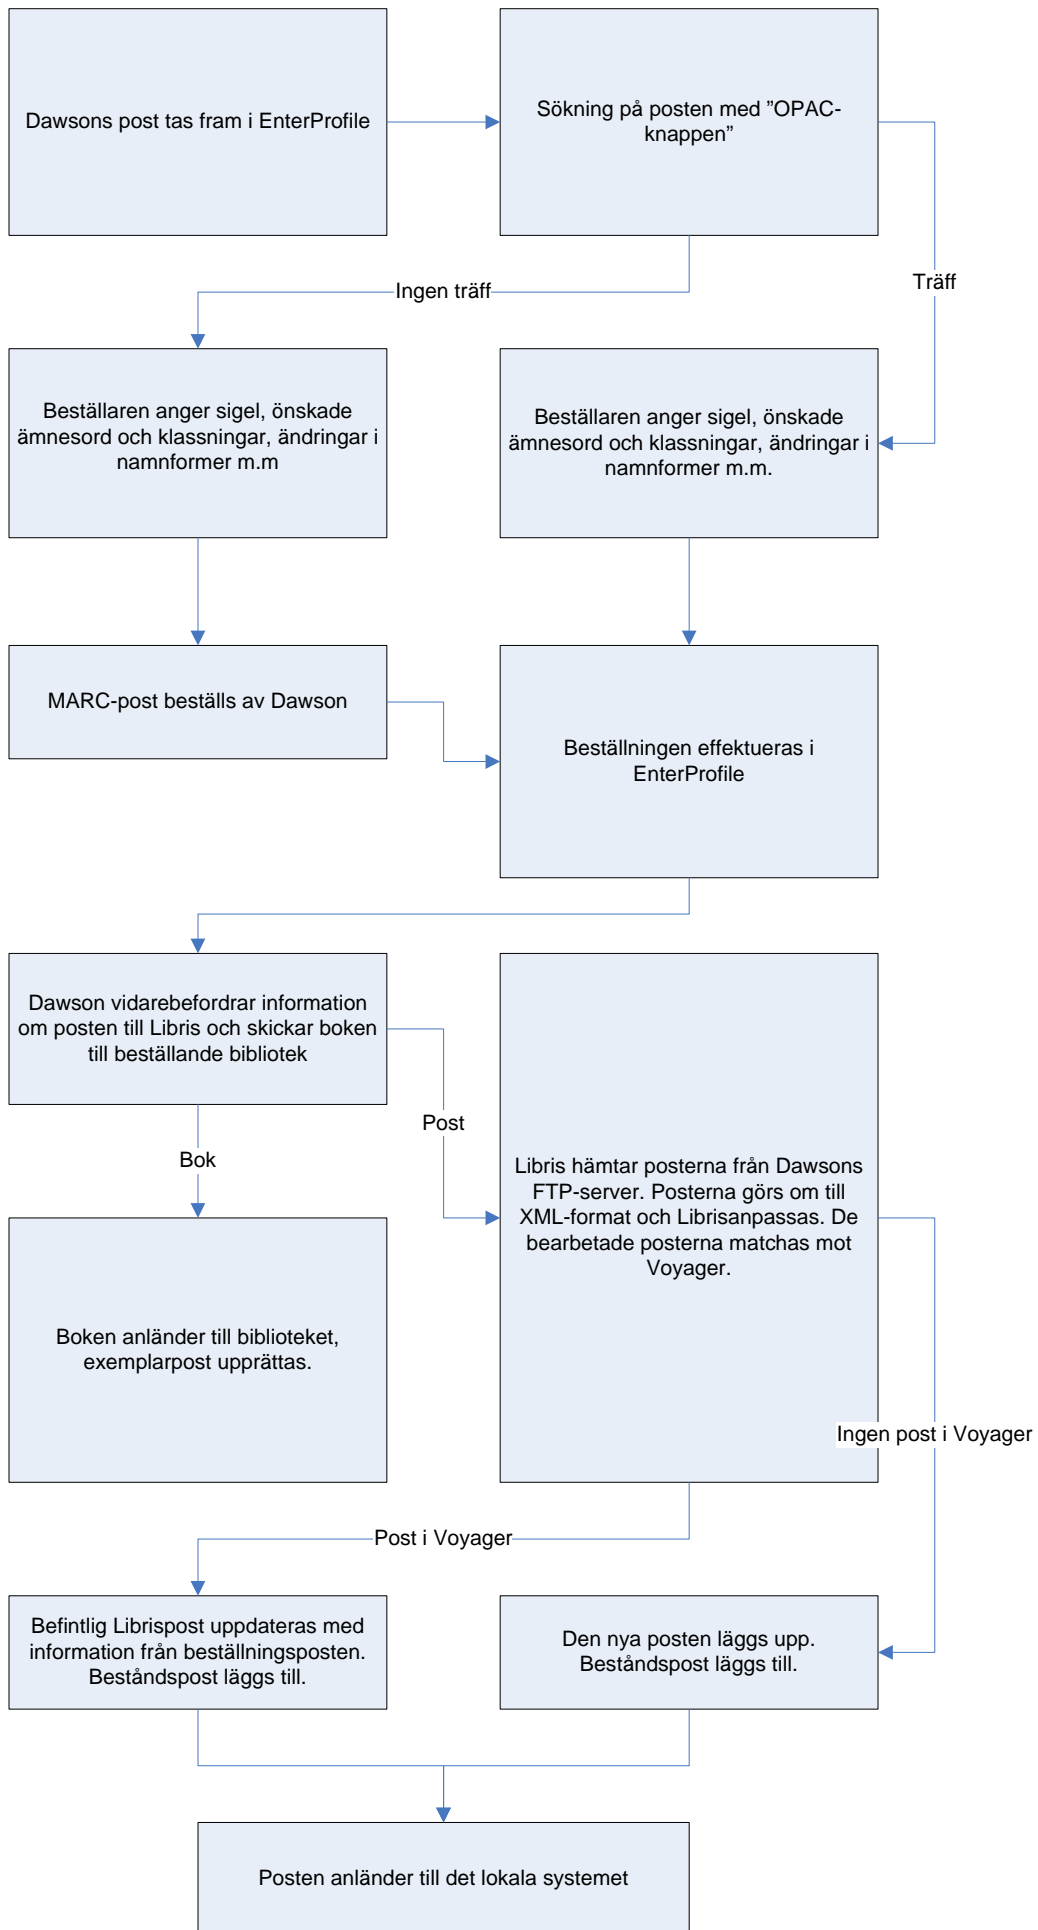 Dawsons post tas fram i EnterProfile
Sökning på posten med ”OPAC-
knappen”
Ingen träff
Träff
Beställaren anger sigel, önskade
ämnesord och klassningar, ändringar i
namnformer m.m
Beställaren anger sigel, önskade
ämnesord och klassningar, ändringar i
namnformer m.m.
MARC-post beställs av Dawson
Beställningen effektueras i
EnterProfile
Dawson vidarebefordrar information
om posten till Libris och skickar boken
till beställande bibliotek
Post
Bok
Libris hämtar posterna från Dawsons
FTP-server. Posterna görs om till
XML-format och Librisanpassas. De
bearbetade posterna matchas mot
Voyager.
Boken anländer till biblioteket,
exemplarpost upprättas.
Ingen post i Voyager
Post i Voyager
Befintlig Librispost uppdateras med
information från beställningsposten.
Beståndspost läggs till.
Den nya posten läggs upp.
Beståndspost läggs till.
Posten anländer till det lokala systemet